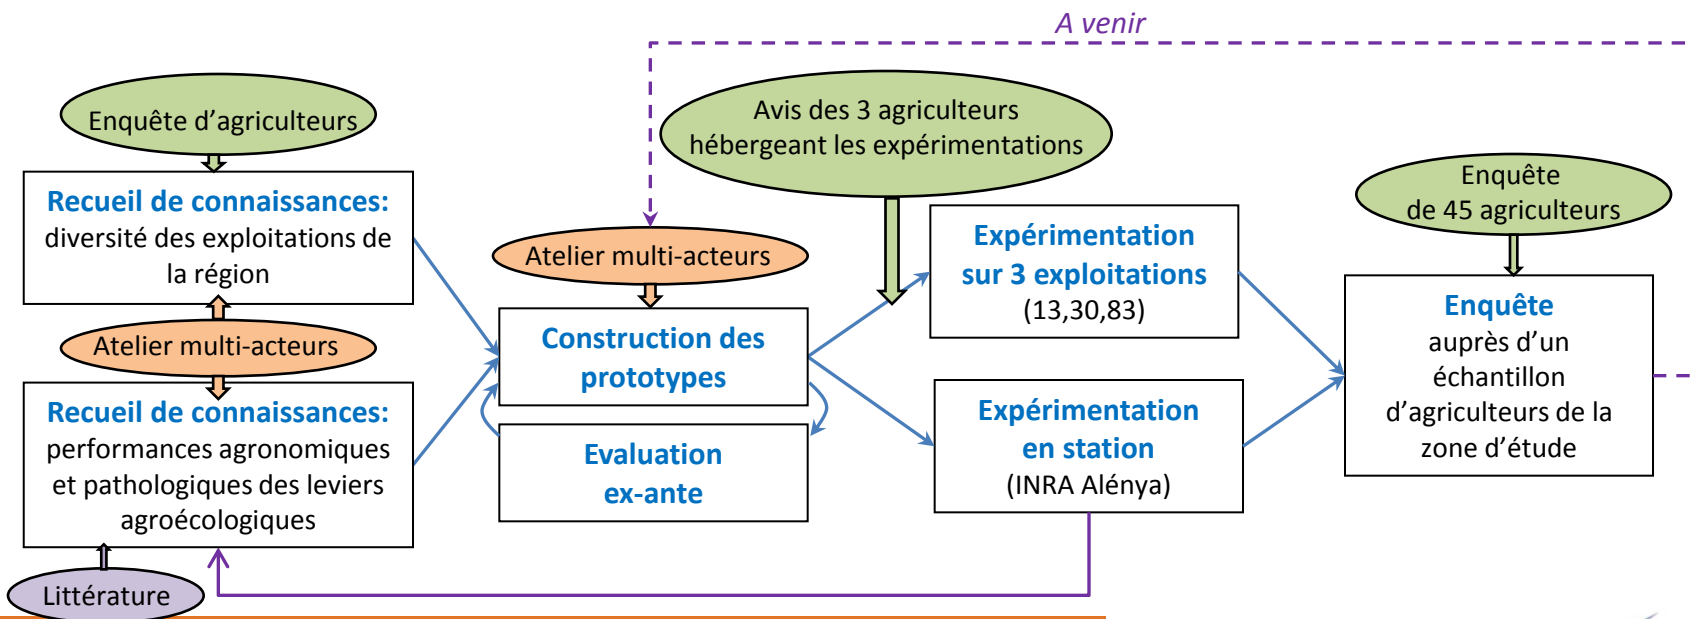 A venir
Enquête d'agriculteurs
Recueil de connaissances:
diversité des exploitations de
la région
Atelier multi-acteurs
Recueil de connaissances:
performances agronomiques
et pathologiques des leviers
agroécologiques
Littérature
Atelier multi-acteurs
Construction des
prototypes
Evaluation
ex-ante
Avis des 3 agriculteurs
hébergeant les expérimentations
Expérimentation
sur 3 exploitations
(13,30,83)
Expérimentation
en station
(INRA Alénya)
Enquête
de 45 agriculteurs
Enquête
auprès d'un
échantillon
d'agriculteurs de la
zone d'étude